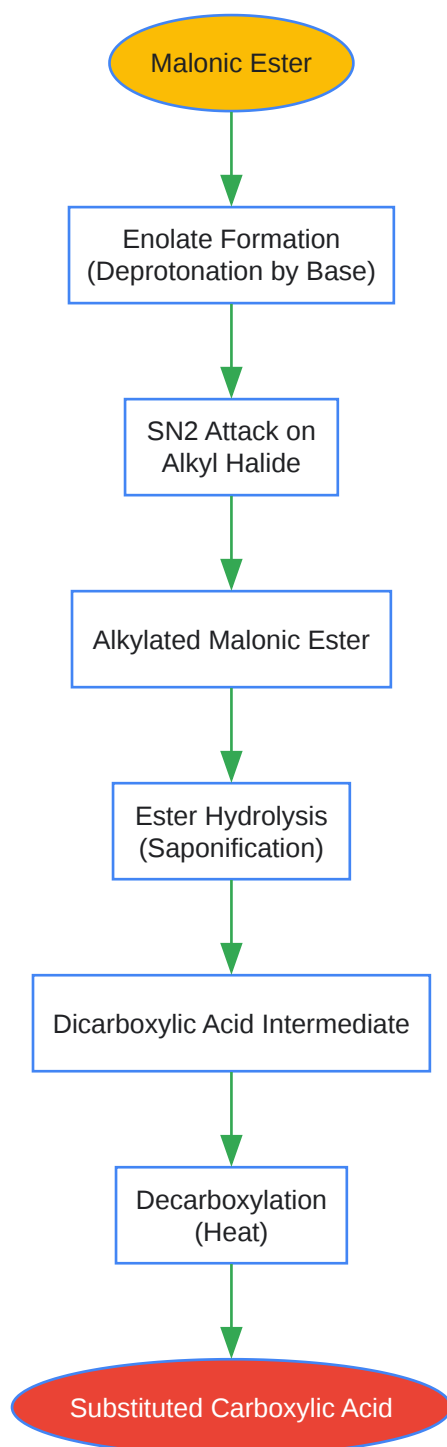 Malonic Ester
Enolate Formation
(Deprotonation by Base)
SN2 Attack on
Alkyl Halide
Alkylated Malonic Ester
Ester Hydrolysis
(Saponification)
Dicarboxylic Acid Intermediate
Decarboxylation
(Heat)
Substituted Carboxylic Acid